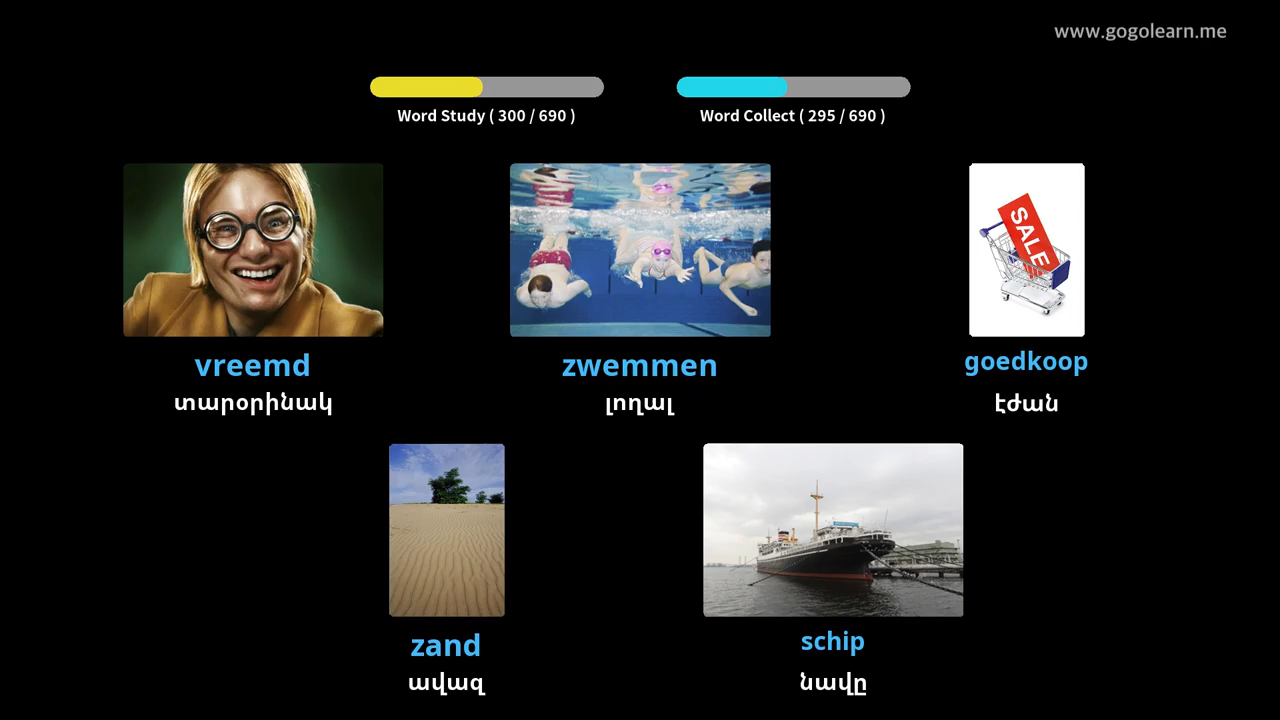 www.gogolearn.me
Word Study ( 300 / 690 )
Word Collect ( 295 / 690 )
SALE
vreemd
տարօրինակ
zwemmen
լողալ
goedkoop
էժան
zand
ավազ
schip
նավը